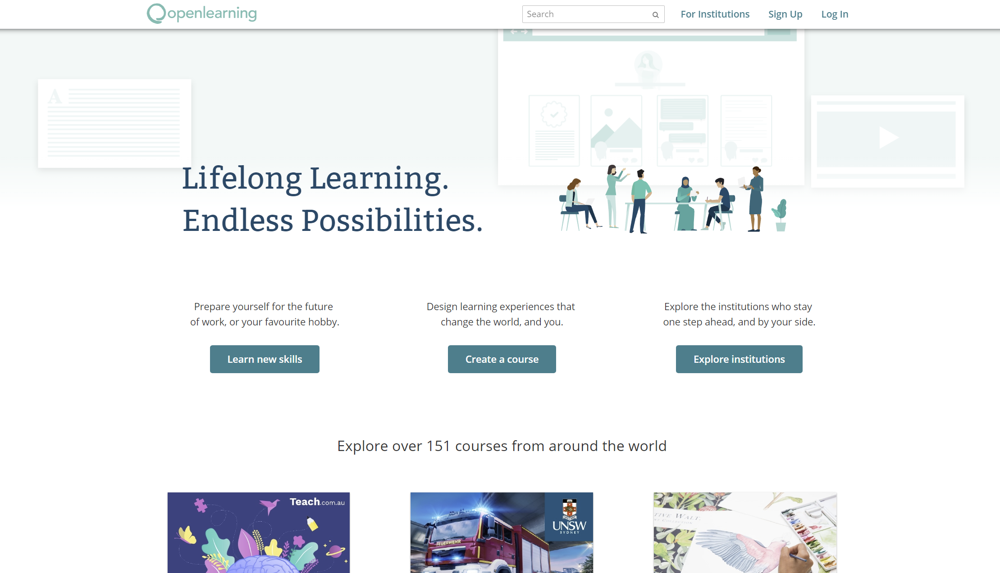 openlearning
Search
For Institutions
Sign Up
Log In
A
Lifelong Learning.
Endless Possibilities.
Prepare yourself for the future
of work, or your favourite hobby.
Learn new skills
Design learning experiences that
change the world, and you.
Create a course
Explore the institutions who stay
one step ahead, and by your side.
Explore institutions
Explore over 151 courses from around the world
Teach.com.au
FEUERWEHR
UNSW
SYDNEY
TIVE WALT.
COLLECTION